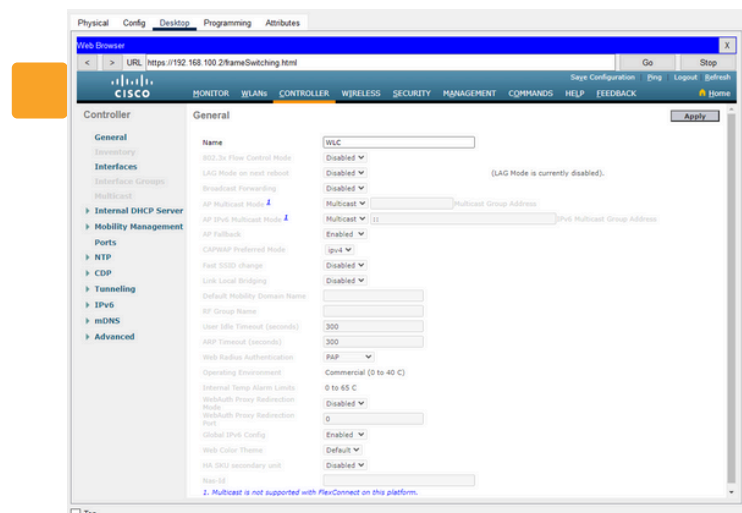 Physical Config Desktop Programming Attributes
Web Browser X
< > URL https://192.168.100.2/frameSwitching.html Go Stop
Save Configuration Ping Logout Refresh
CISCO MONITOR WLANs CONTROLLER WIRELESS SECURITY MANAGEMENT COMMANDS HELP FEEDBACK Home
Controller General Apply
General
Inventory
Interfaces
Interface Groups
Multicast
Internal DHCP Server
Mobility Management
Ports
NTP
CDP
Tunneling
IPv6
mDNS
Advanced
Name WLC
802.3x Flow Control Mode Disabled
LAG Mode on next reboot Disabled (LAG Mode is currently disabled).
Broadcast Forwarding Disabled
AP Multicast Mode 1 Multicast Multicast Group Address
AP IPv6 Multicast Mode 1 Multicast :: IPv6 Multicast Group Address
AP Fallback Enabled
CAPWAP Preferred Mode ipv4
Fast SSID change Disabled
Link Local Bridging Disabled
Default Mobility Domain Name
RF Group Name
User Idle Timeout (seconds) 300
ARP Timeout (seconds) 300
Web Radius Authentication PAP
Operating Environment Commercial (0 to 40 C)
Internal Temp Alarm Limits 0 to 65 C
WebAuth Proxy Redirection
Mode Disabled
WebAuth Proxy Redirection
Port 0
Global IPv6 Config Enabled
Web Color Theme Default
HA SKU secondary unit Disabled
Nas-Id
1. Multicast is not supported with FlexConnect on this platform.